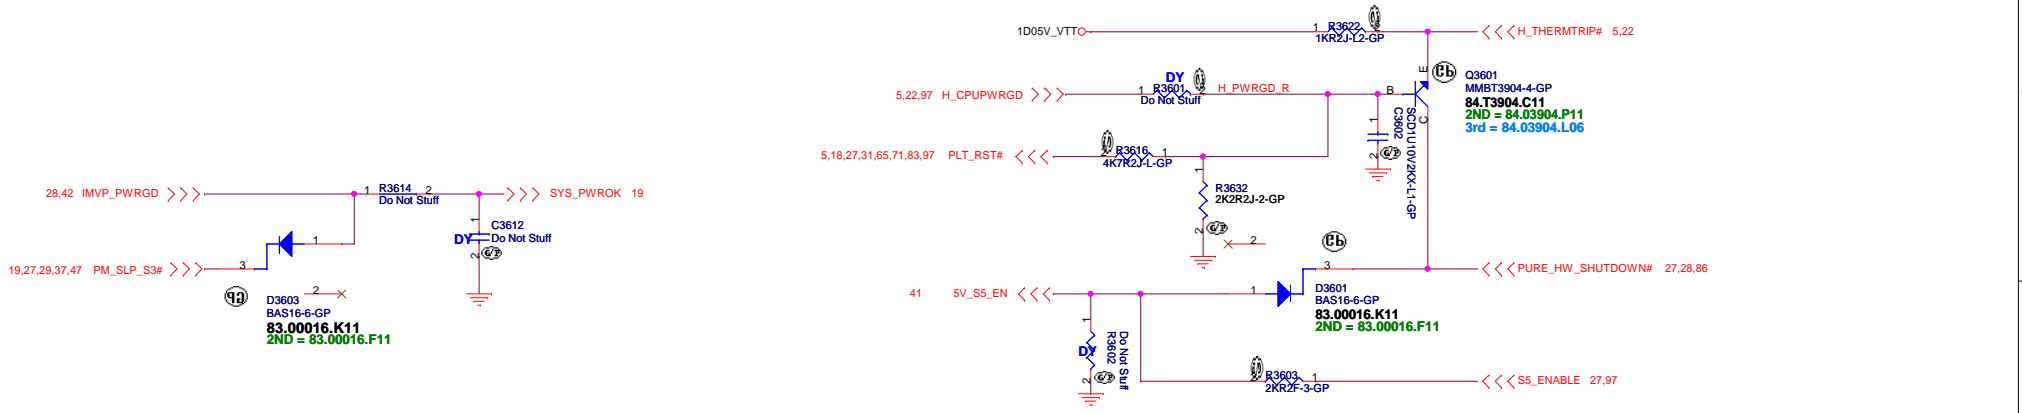 1D05V_VTT
1
R3622
2
1KR2J-L2-GP
H_THERMTRIP# 5,22
5,22,97 H_CPUPWRGD
DY
1
R3601
2
Do Not Stuff
H_PWRGD_R
B
E
C
Q3601
MMBT3904-4-GP
84.T3904.C11
2ND = 84.03904.P11
3rd = 84.03904.L06
1
C3602
2
SCD1U10V2KX-L1-GP
5,18,27,31,65,71,83,97 PLT_RST#
2
R3616
1
4K7R2J-L-GP
1
R3632
2K2R2J-2-GP
2
28,42 IMVP_PWRGD
1
R3614
2
Do Not Stuff
SYS_PWROK 19
1
C3612
DY
Do Not Stuff
2
1
19,27,29,37,47 PM_SLP_S3#
3
2
D3603
BAS16-6-GP
83.00016.K11
2ND = 83.00016.F11
2
3
PURE_HW_SHUTDOWN# 27,28,86
41 5V_S5_EN
1
D3601
BAS16-6-GP
83.00016.K11
2ND = 83.00016.F11
1
DY
R3602
Do Not Stuff
2
2
R3603
1
2KR2F-3-GP
S5_ENABLE 27,97